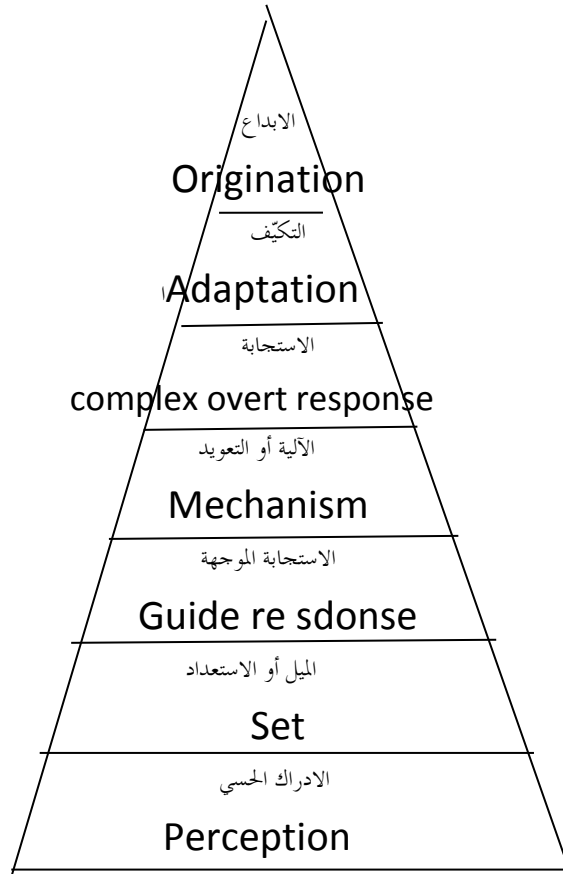 الابداع
Origination
التكيّف
Adaptation
الاستجابة
complex overt response
الآلية أو التعويد
Mechanism
الاستجابة الموجهة
Guide re sdonse
الميل أو الاستعداد
Set
الادراك الحسي
Perception